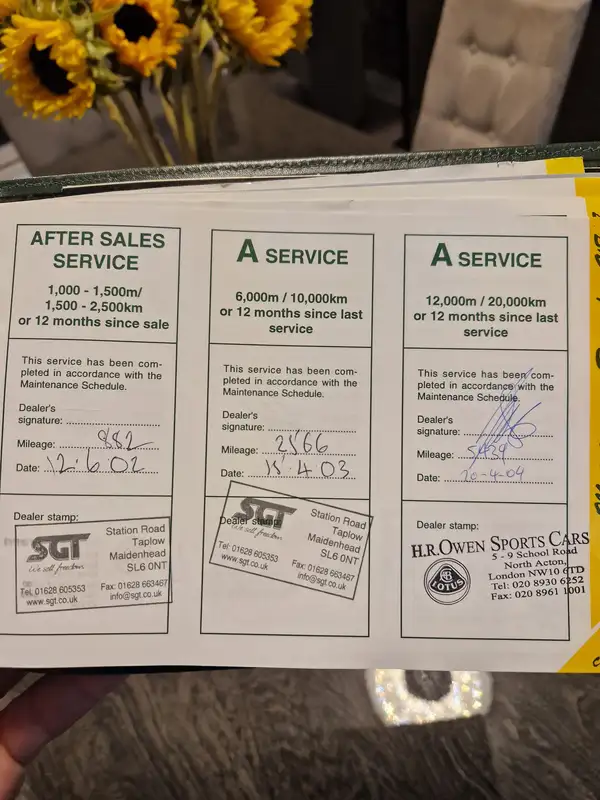 AFTER SALES
SERVICE
1,000 - 1,500m/
1,500 - 2,500km
or 12 months since sale
This service has been com-
pleted in accordance with the
Maintenance Schedule.
Dealer's
signature:
Mileage: 882
Date: 12.6.02
Dealer stamp:
SGT
We sell freedom
Station Road
Taplow
Maidenhead
SL6 0NT
Tel: 01628 605353
Fax: 01628 663467
www.sgt.co.uk
info@sgt.co.uk
A SERVICE
6,000m / 10,000km
or 12 months since last
service
This service has been com-
pleted in accordance with the
Maintenance Schedule.
Dealer's
signature:
Mileage: 2566
Date: 15.4.03
Dealer stamp:
SGT
We sell freedom
Station Road
Taplow
Maidenhead
SL6 0NT
Tel: 01628 605353
Fax: 01628 663467
www.sgt.co.uk
info@sgt.co.uk
A SERVICE
12,000m / 20,000km
or 12 months since last
service
This service has been com-
pleted in accordance with the
Maintenance Schedule.
Dealer's
signature:
Mileage: 5439
Date: 20-4-04
Dealer stamp:
H.R.OWEN SPORTS CARS
5 - 9 School Road
North Acton,
London NW10 6TD
Tel: 020 8930 6252
Fax: 020 8961 1001
LOTUS